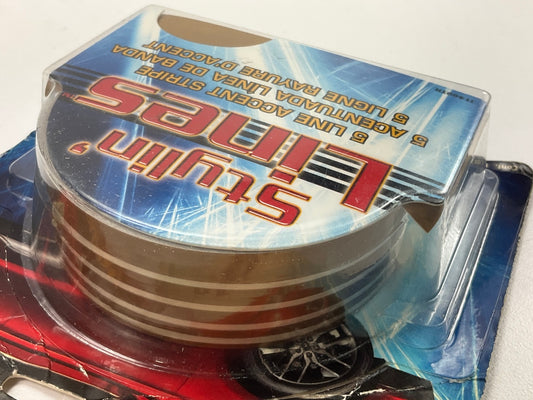 Stylin'
Lines
5 LINE ACCENT STRIPE
5 ACENTUADA LINEA DE BANDA
5 LIGNE RAYURE D'ACCENT